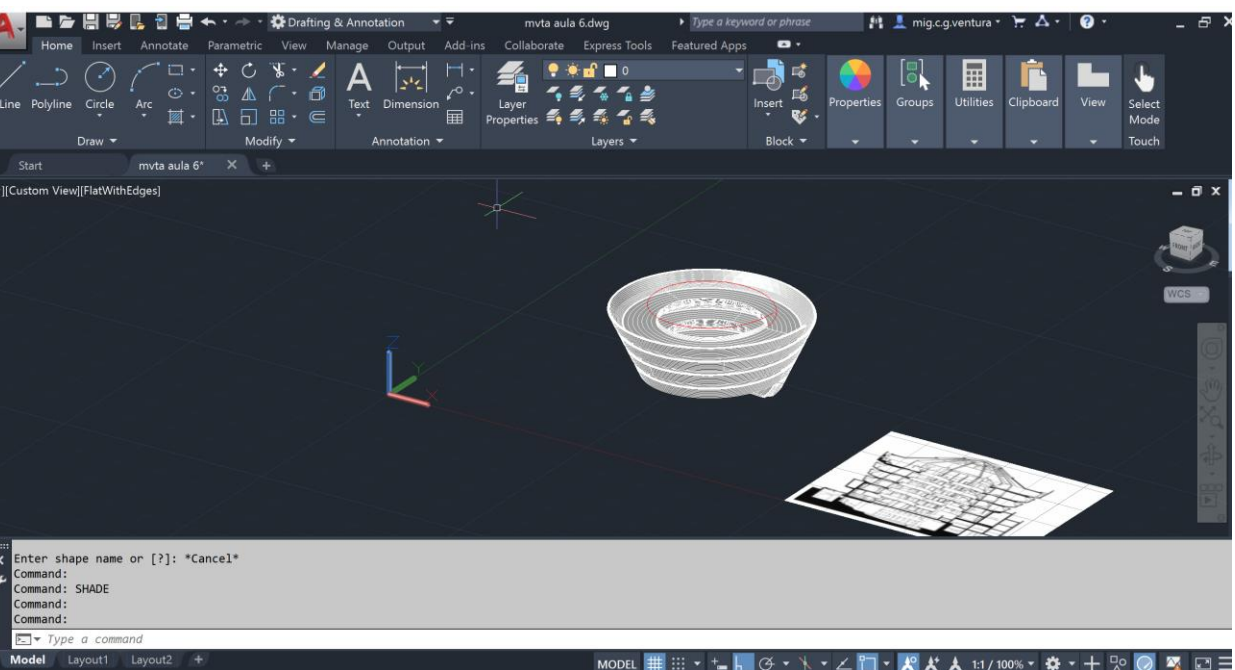 A
Drafting & Annotation
mvta aula 6.dwg
Type a keyword or phrase
mig.c.g.ventura
?
Home Insert Annotate Parametric View Manage Output Add-ins Collaborate Express Tools Featured Apps
0
Line Polyline Circle Arc
A Text Dimension
Layer Properties
Insert
Properties Groups Utilities Clipboard View Select Mode
Draw Modify Annotation Layers Block Touch
Start mvta aula 6* +
][Custom View][FlatWithEdges]
FRONT
S E
WCS
Z
Y
X
Enter shape name or [?]: *Cancel*
Command:
Command: SHADE
Command:
Command:
Type a command
Model Layout1 Layout2 + MODEL 1:1 / 100%